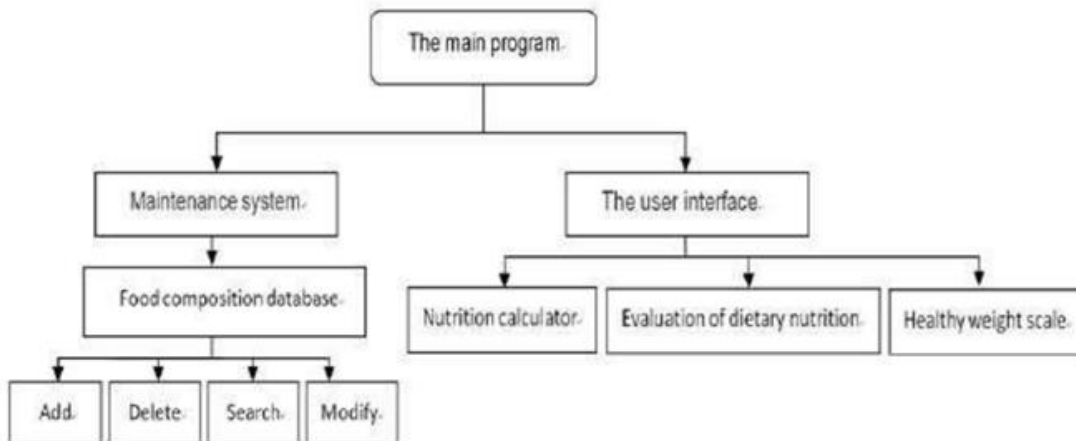 The main program
Maintenance system
The user interface
Food composition database
Nutrition calculator
Evaluation of dietary nutrition
Healthy weight scale
Add
Delete
Search
Modify